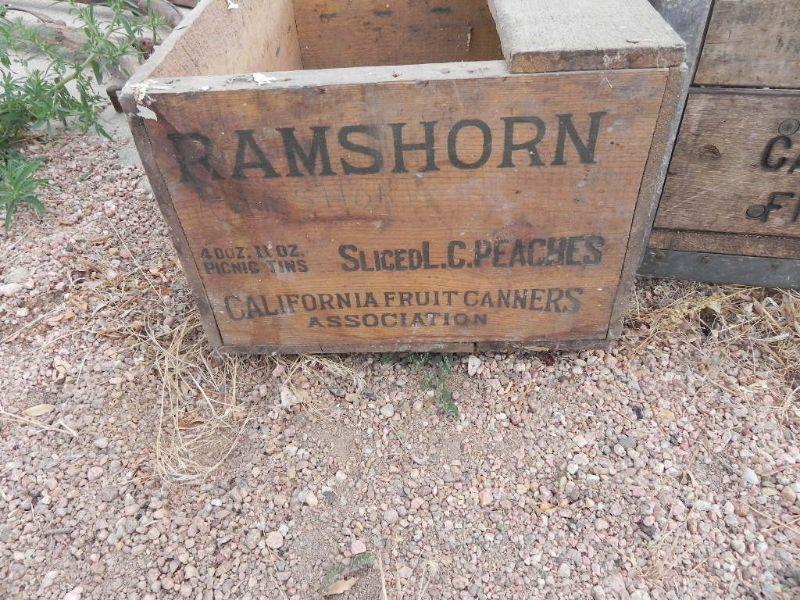 RAMSHORN
4 DOZ. 11 OZ.
PICNIC TINS
SLICED L.C. PEACHES
CALIFORNIA FRUIT CANNERS
ASSOCIATION